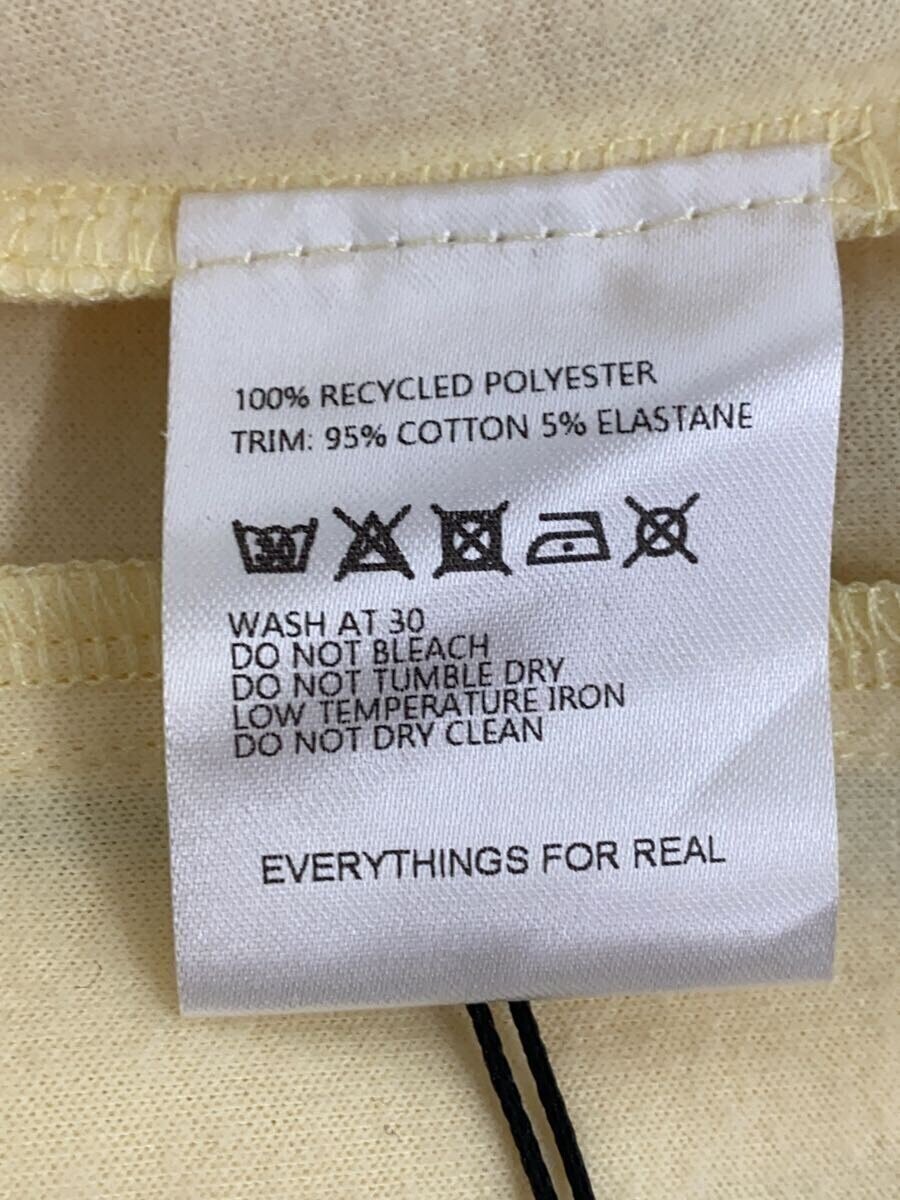 100% RECYCLED POLYESTER
TRIM: 95% COTTON 5% ELASTANE
30
WASH AT 30
DO NOT BLEACH
DO NOT TUMBLE DRY
LOW TEMPERATURE IRON
DO NOT DRY CLEAN
EVERYTHINGS FOR REAL